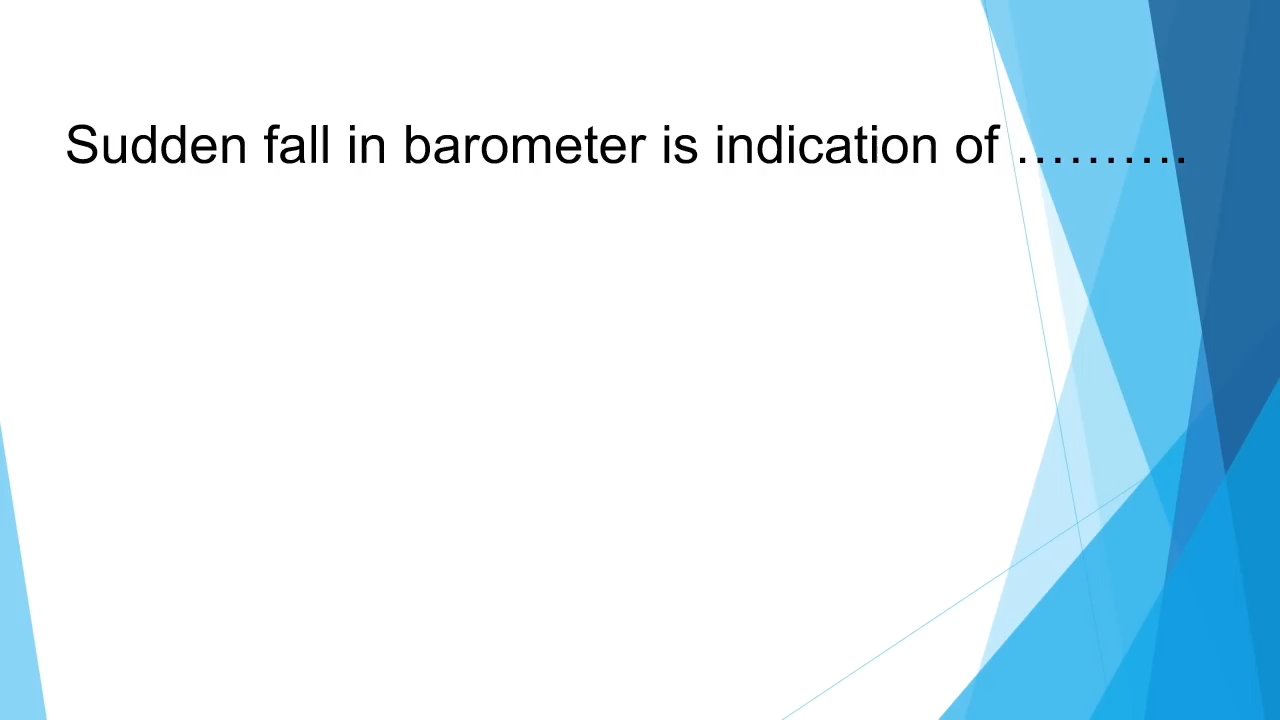 Sudden fall in barometer is indication of ……….